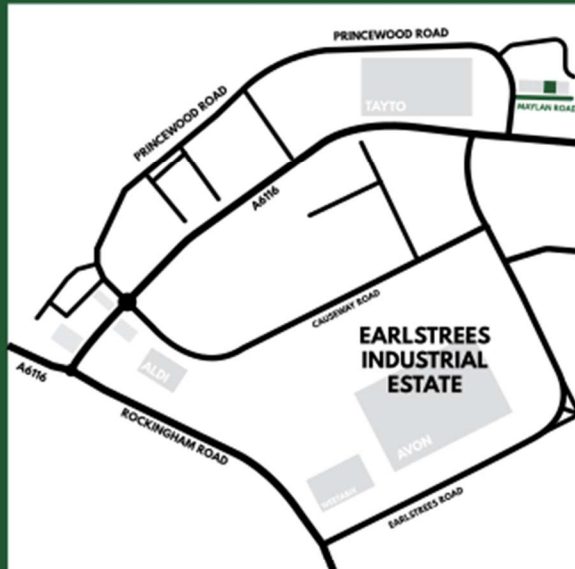 PRINCEWOOD ROAD
PRINCEWOOD ROAD
TAYTO
MAYLAN ROAD
A6116
CAUSEWAY ROAD
EARLSTREES
INDUSTRIAL
ESTATE
A6116
ALDI
ROCKINGHAM ROAD
AVON
WEETABIX
EARLSTREES ROAD